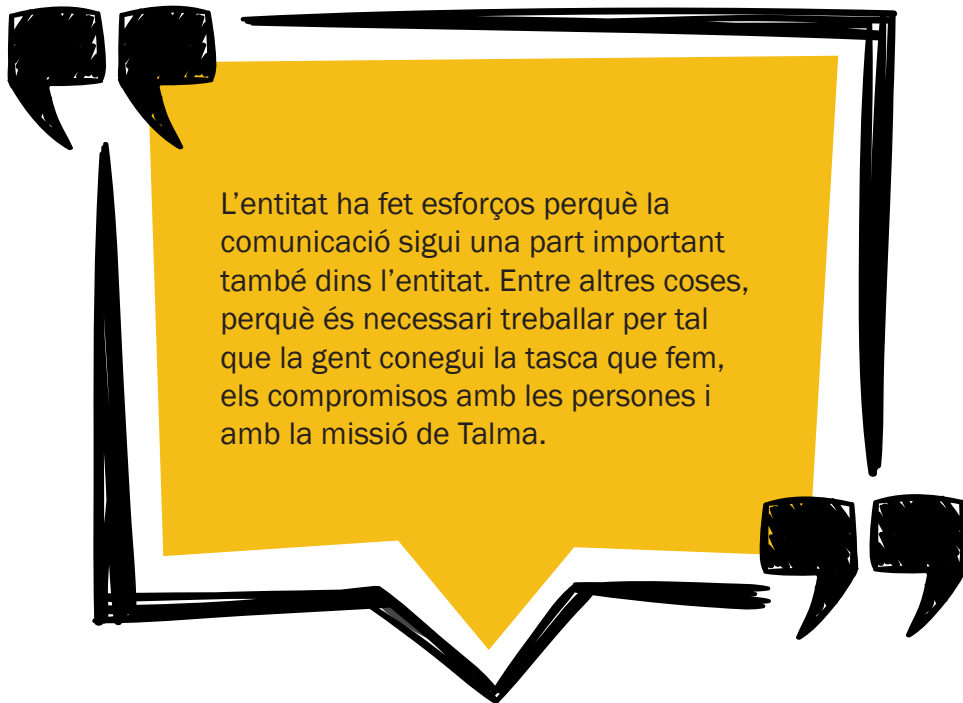 L’entitat ha fet esforços perquè la
comunicació sigui una part important
també dins l’entitat. Entre altres coses,
perquè és necessari treballar per tal
que la gent conegui la tasca que fem,
els compromisos amb les persones i
amb la missió de Talma.